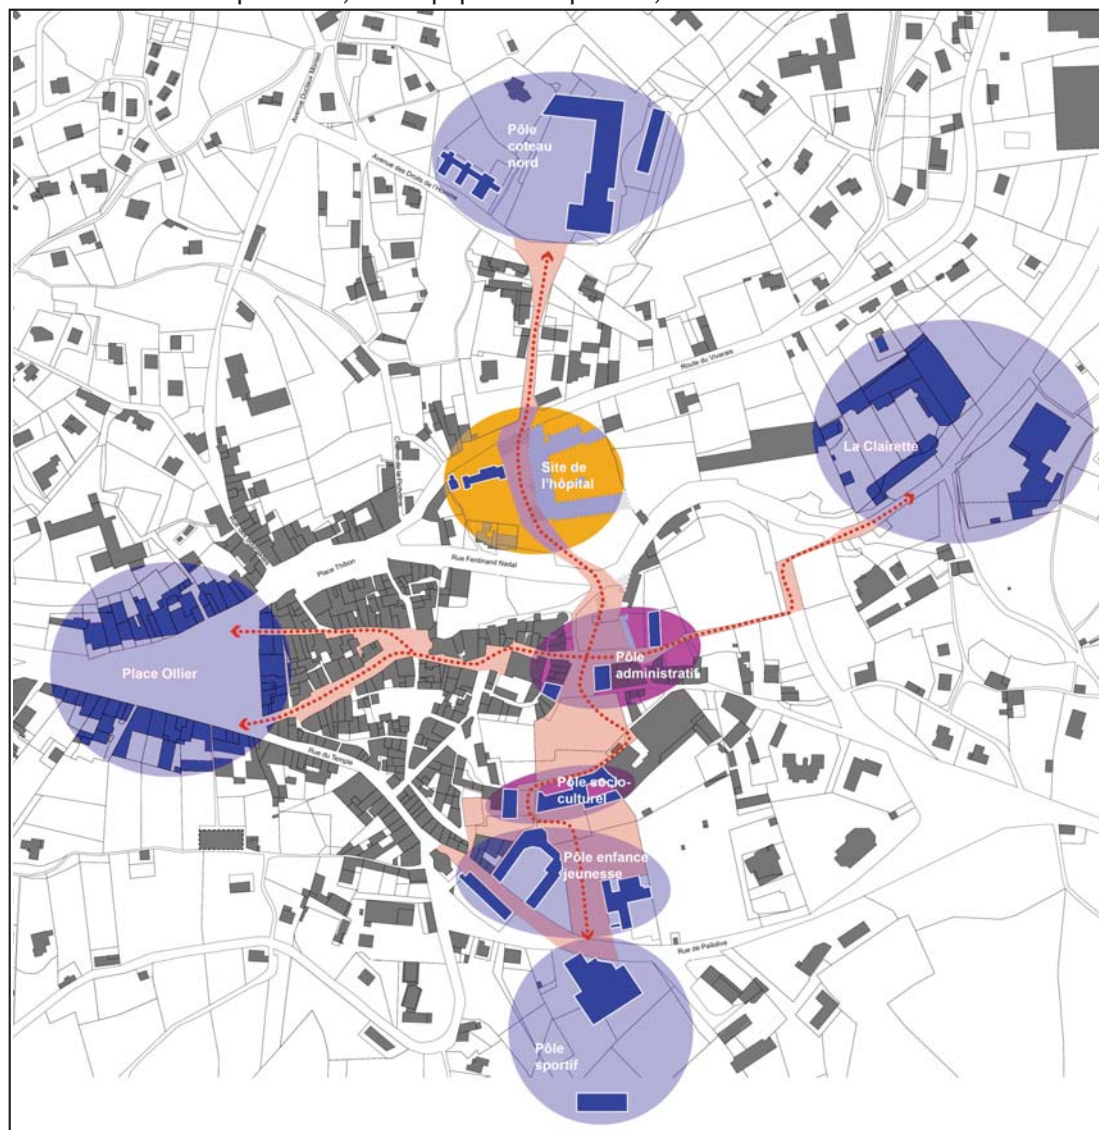 Pôle
coteau
nord
Avenue des Droits de l'Homme
Route du Vivarais
La Clairette
Site de
l'hôpital
Place Thibon
Rue Ferdinand Nadal
Place Ollier
Pôle
administratif
Rue du Temple
Pôle socio-
culturel
Pôle enfance
jeunesse
Rue de Païolive
Pôle
sportif